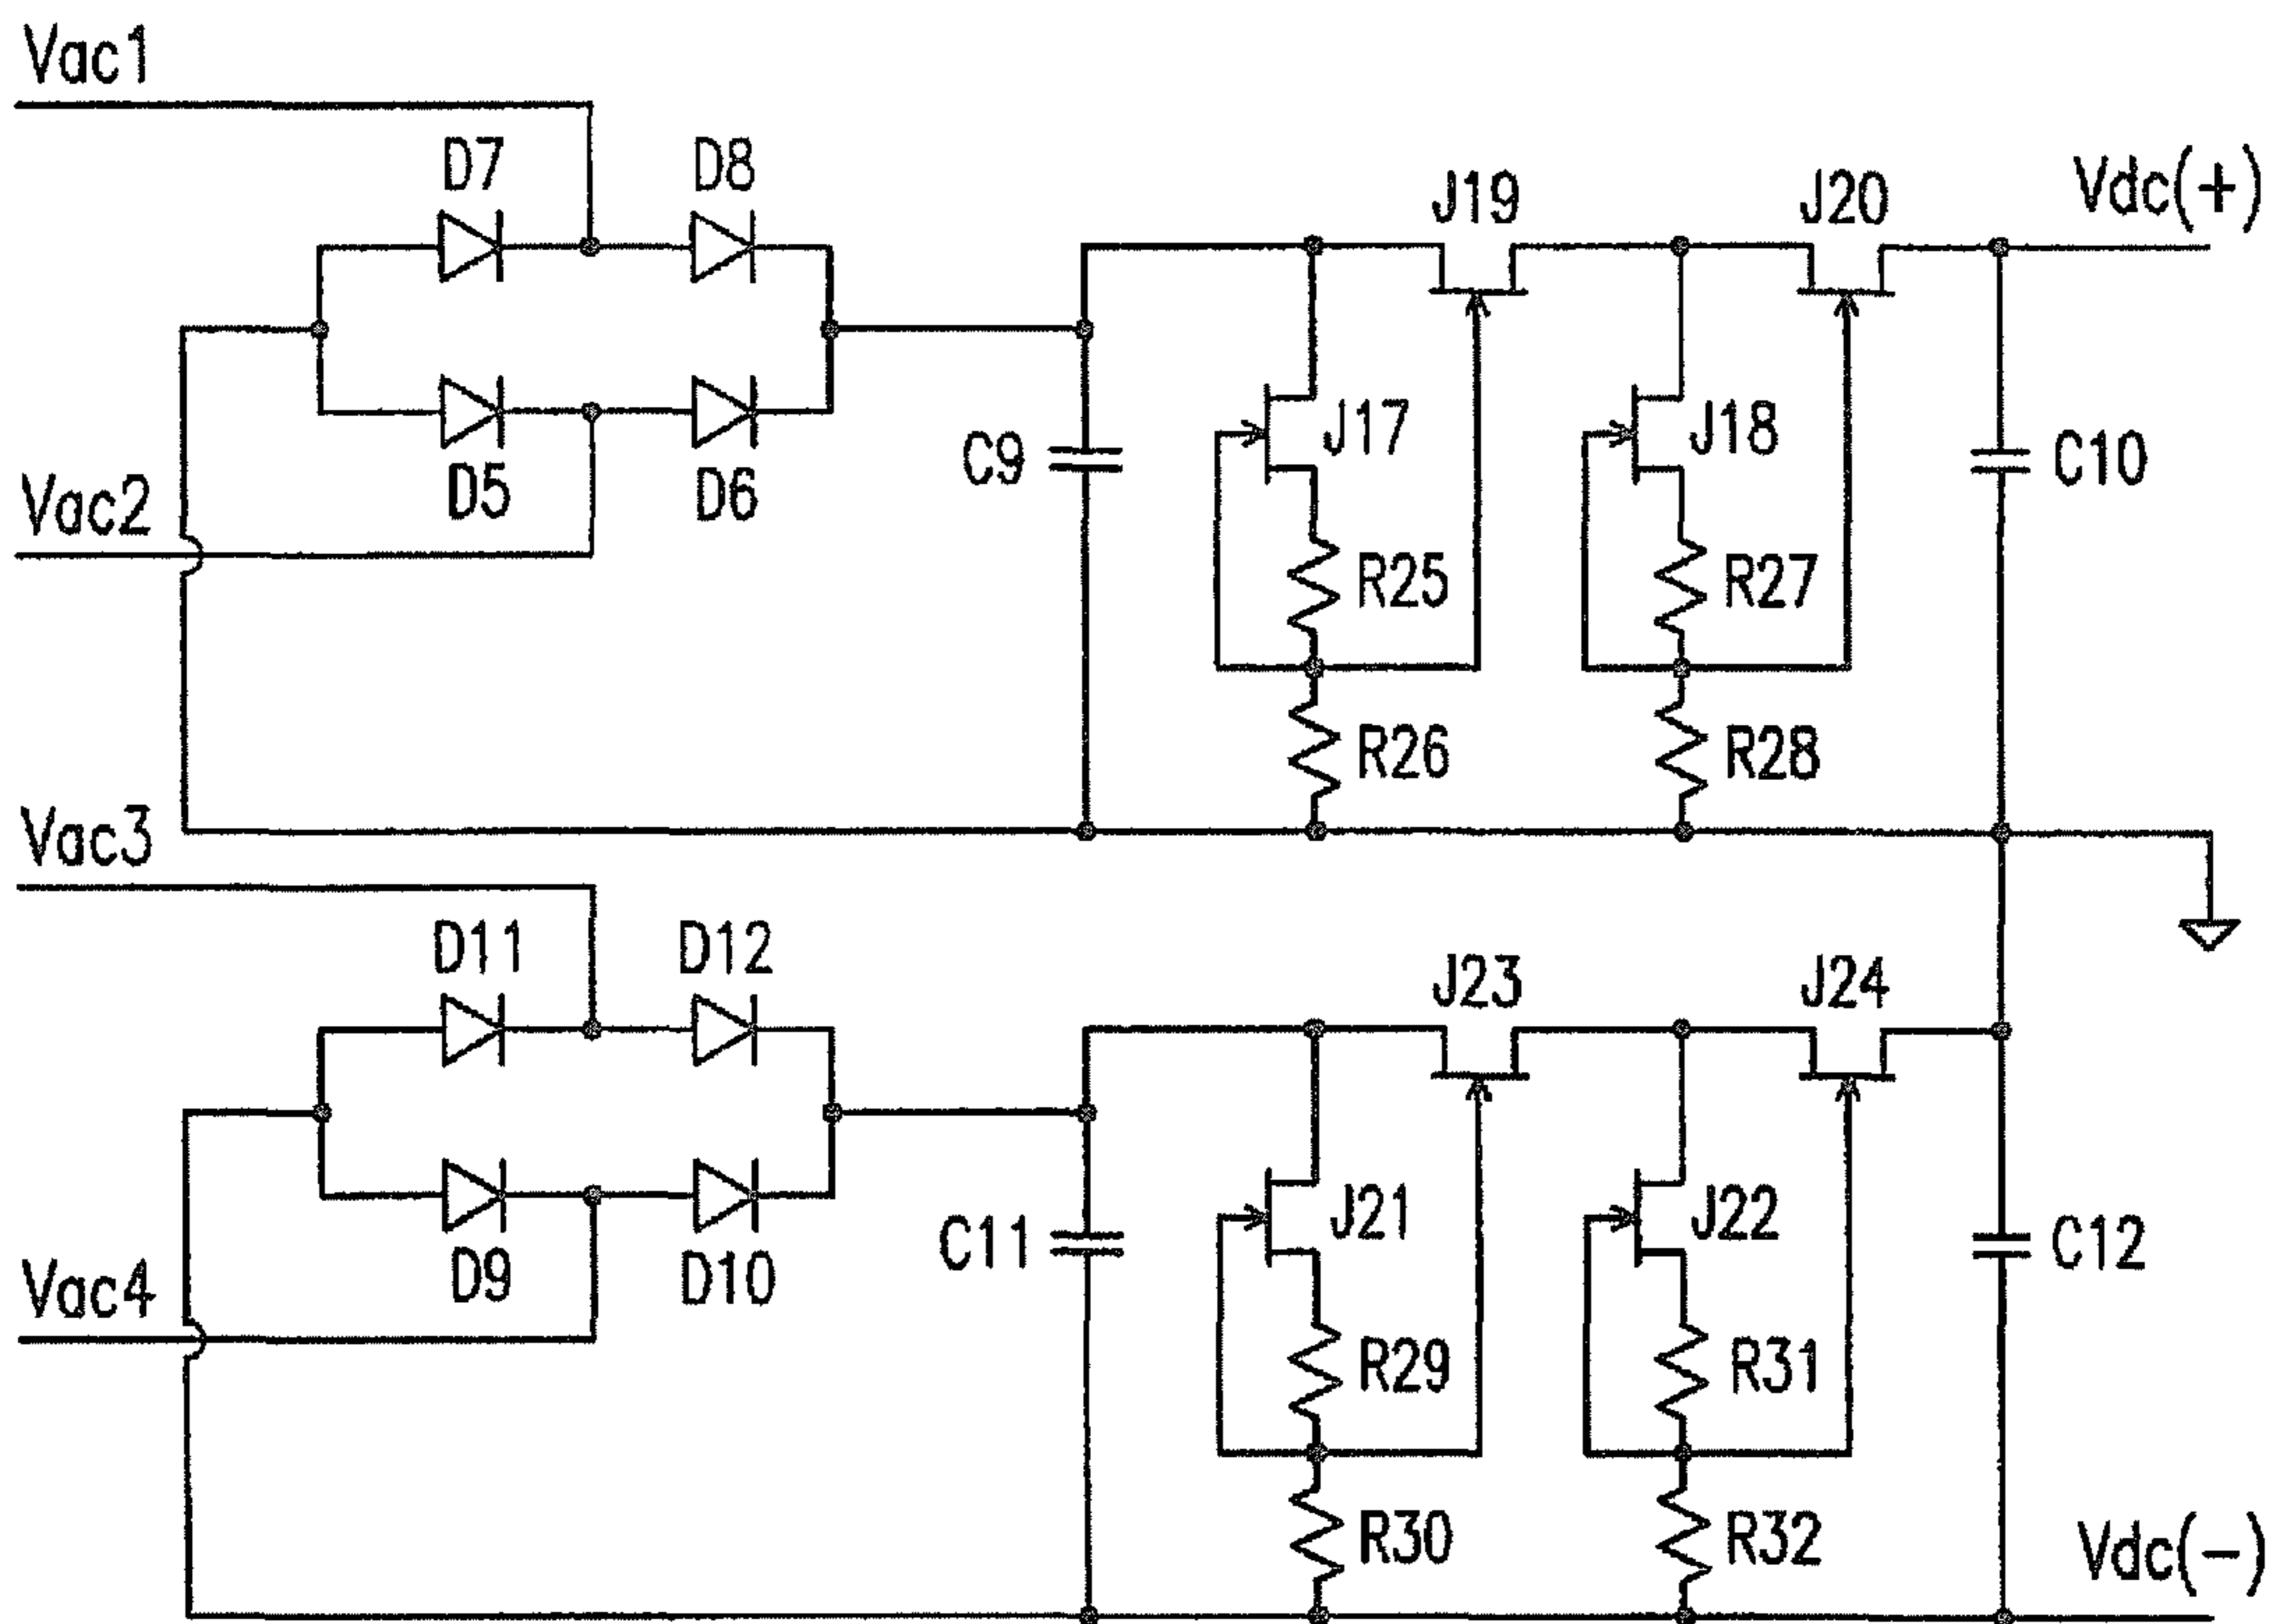 Vac1
D7
D8
J19
J20
Vdc(+)
Vac2
D5
D6
C9
J17
J18
C10
R25
R27
R26
R28
Vac3
D11
D12
J23
J24
Vac4
D9
D10
C11
J21
J22
C12
R29
R31
R30
R32
Vdc(-)